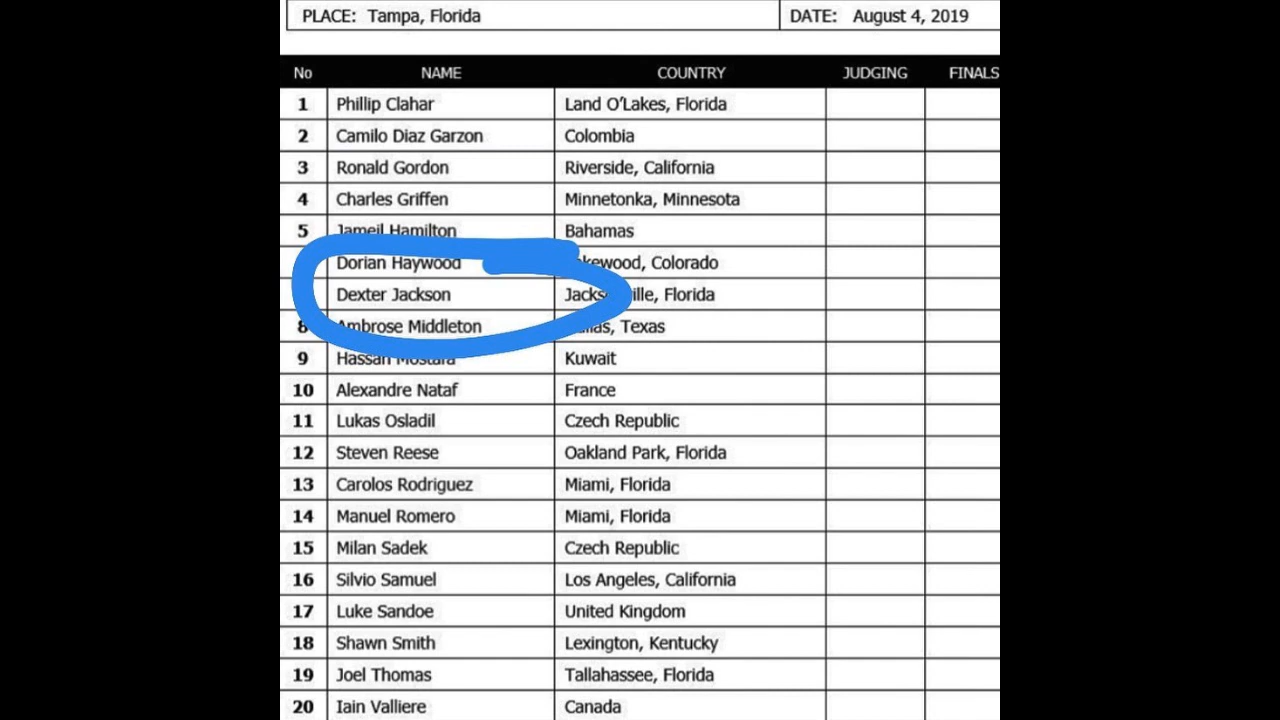 PLACE: Tampa, Florida DATE: August 4, 2019
No NAME COUNTRY JUDGING FINALS
1 Phillip Clahar Land O'Lakes, Florida
2 Camilo Diaz Garzon Colombia
3 Ronald Gordon Riverside, California
4 Charles Griffen Minnetonka, Minnesota
5 Jameil Hamilton Bahamas
Dorian Haywood Colorado
Dexter Jackson Florida
8 Ambrose Middleton Texas
9 Hassan Mostafa Kuwait
10 Alexandre Nataf France
11 Lukas Osladil Czech Republic
12 Steven Reese Oakland Park, Florida
13 Carolos Rodriguez Miami, Florida
14 Manuel Romero Miami, Florida
15 Milan Sadek Czech Republic
16 Silvio Samuel Los Angeles, California
17 Luke Sandoe United Kingdom
18 Shawn Smith Lexington, Kentucky
19 Joel Thomas Tallahassee, Florida
20 Iain Valliere Canada